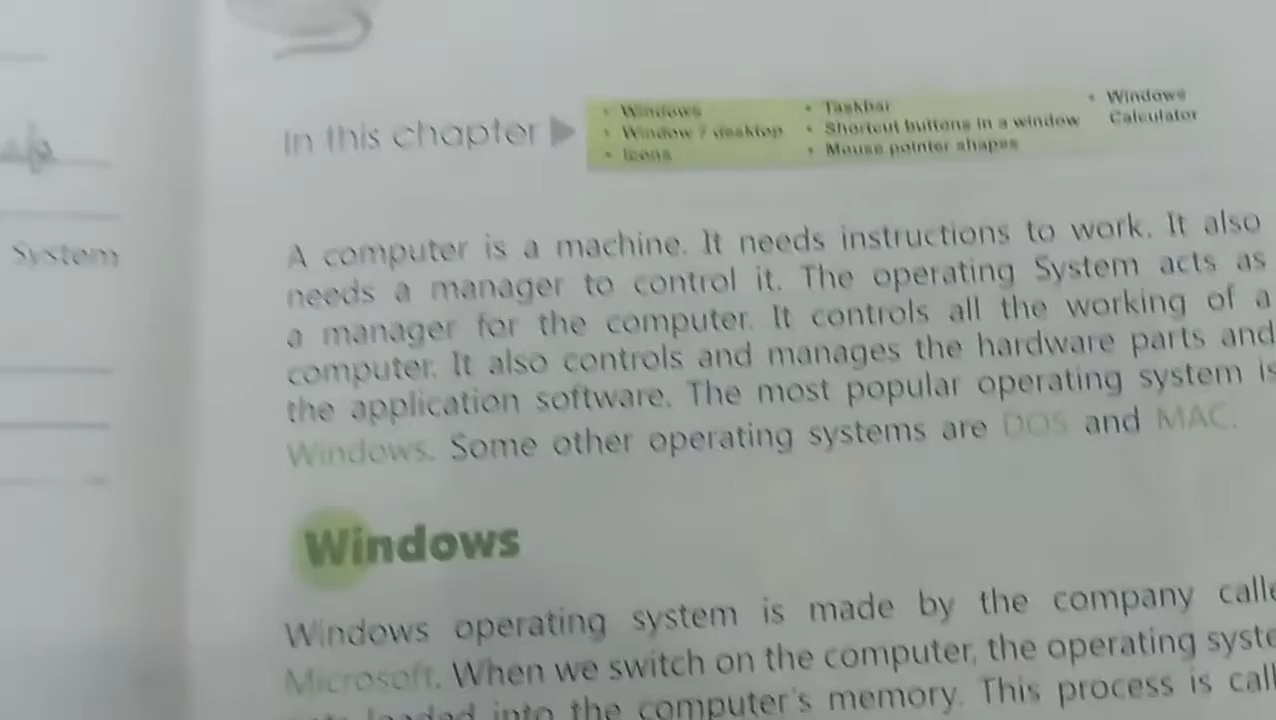 System
In this chapter
• Windows
• Window 7 desktop
• Icons
• Taskbar
• Shortcut buttons in a window
• Mouse pointer shapes
• Windows
Calculator
A computer is a machine. It needs instructions to work. It also
needs a manager to control it. The operating System acts as
a manager for the computer. It controls all the working of a
computer. It also controls and manages the hardware parts and
the application software. The most popular operating system is
Windows. Some other operating systems are DOS and MAC.
Windows
Windows operating system is made by the company calle
Microsoft. When we switch on the computer, the operating syste
loaded into the computer's memory. This process is call